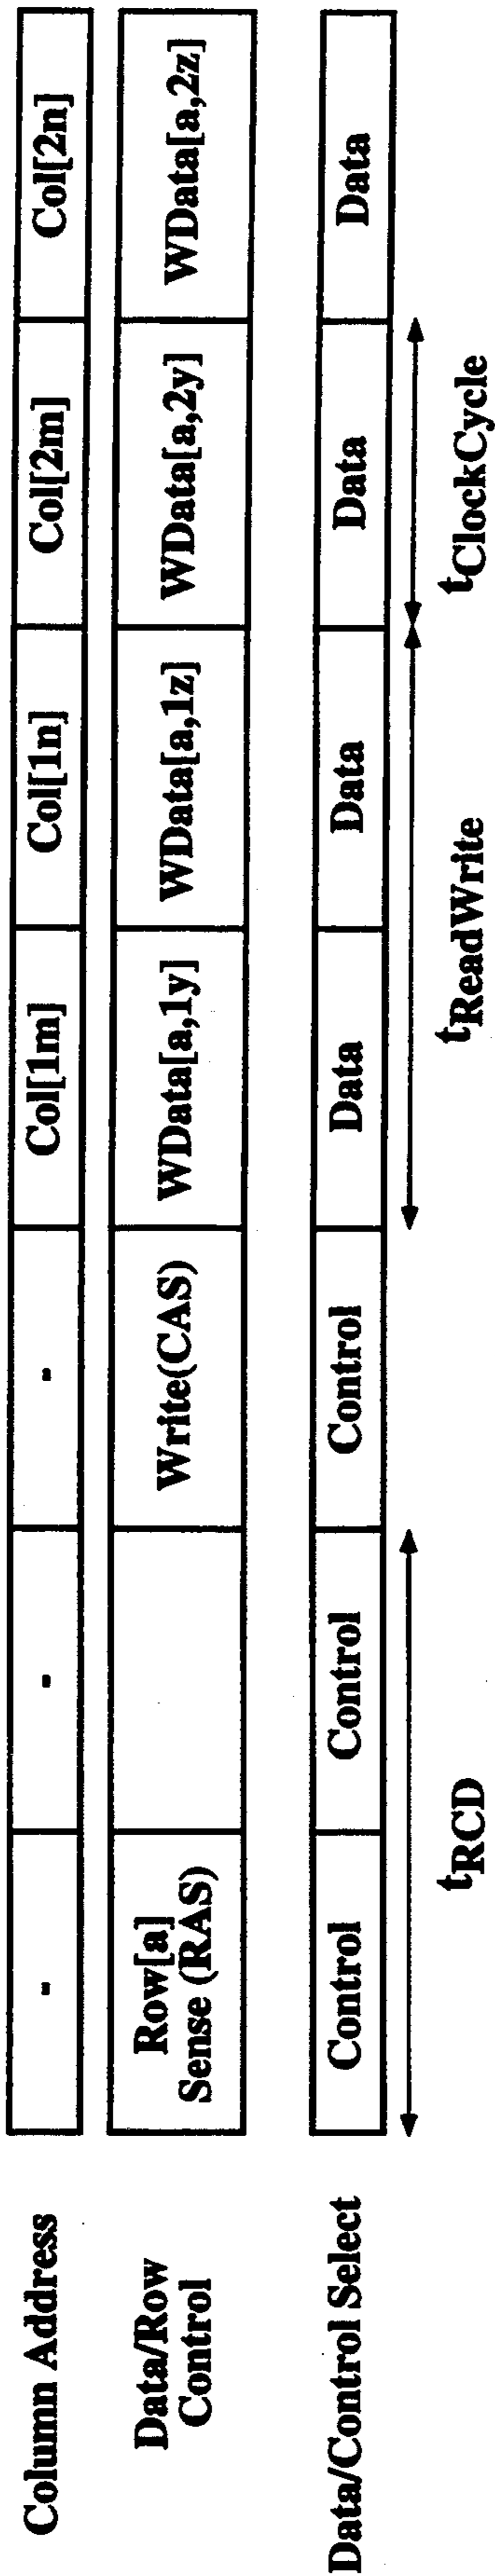 Column Address
- - - Col[1m] Col[1n] Col[2m] Col[2n]
Data/Row
Control
Row[a]
Sense (RAS)
Write(CAS) WData[a,1y] WData[a,1z] WData[a,2y] WData[a,2z]
Data/Control Select
Control Control Control Data Data Data Data
tRCD tReadWrite tClockCycle